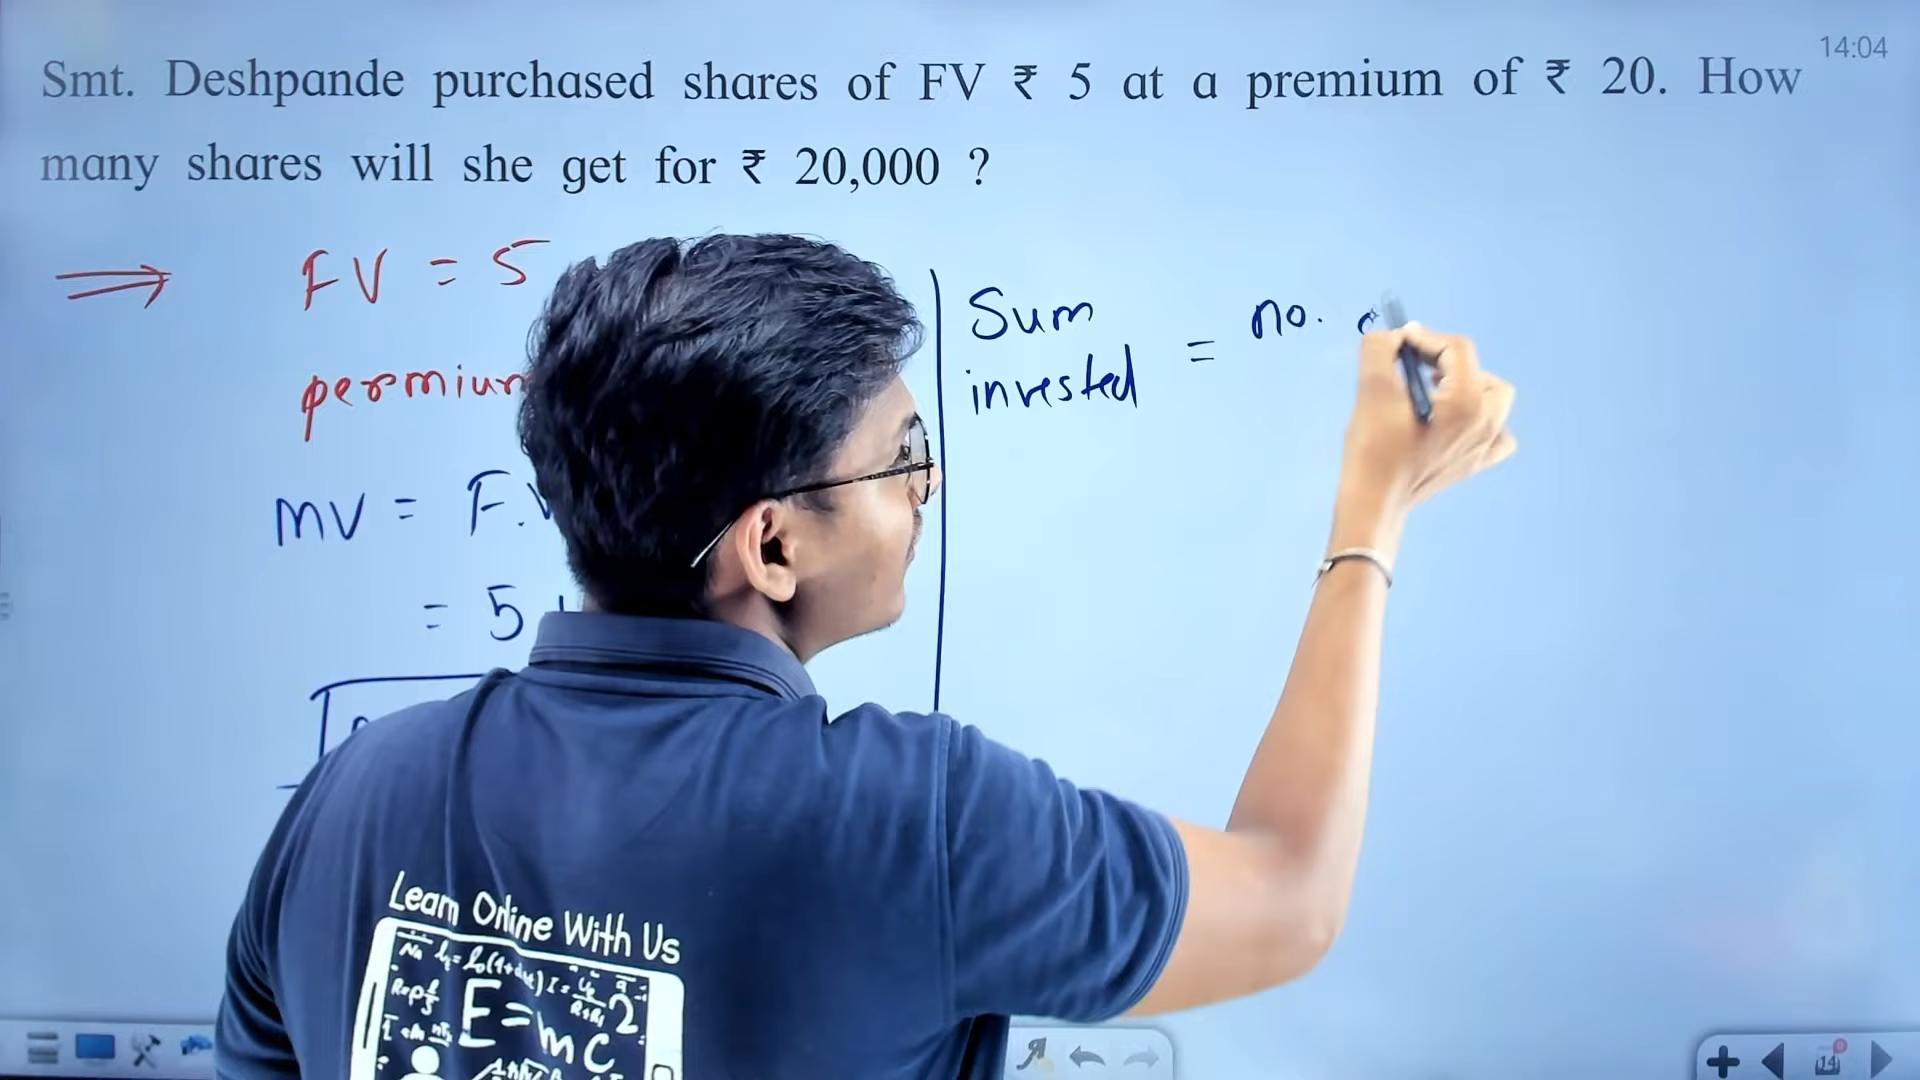 14:04
Smt. Deshpande purchased shares of FV ₹ 5 at a premium of ₹ 20. How
many shares will she get for ₹ 20,000 ?
FV = 5
permium
MV = F.V
= 5
Sum
invested = no.
Learn Online With Us
E=mc2
14